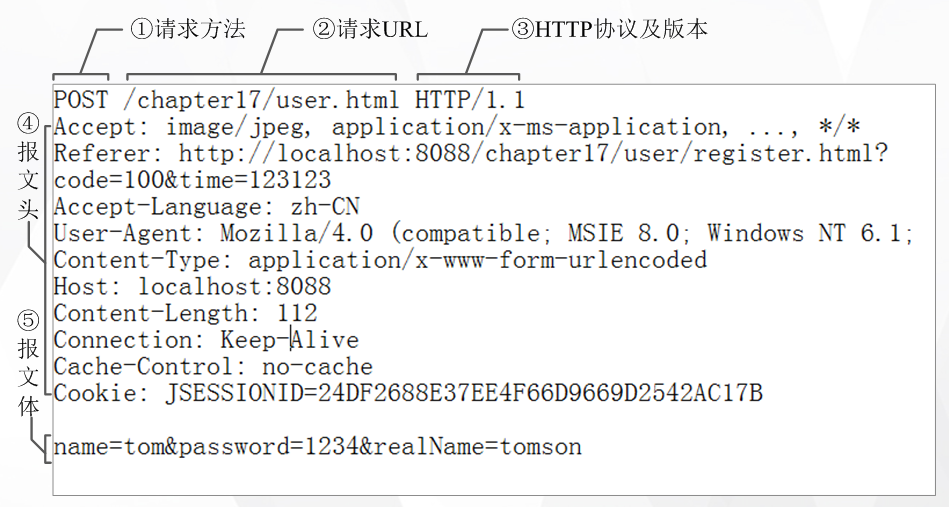 ①请求方法
②请求URL
③HTTP协议及版本
POST /chapter17/user.html HTTP/1.1
④报文头
Accept: image/jpeg, application/x-ms-application, ..., */*
Referer: http://localhost:8088/chapter17/user/register.html?
code=100&time=123123
Accept-Language: zh-CN
User-Agent: Mozilla/4.0 (compatible; MSIE 8.0; Windows NT 6.1;
Content-Type: application/x-www-form-urlencoded
Host: localhost:8088
Content-Length: 112
Connection: Keep-Alive
Cache-Control: no-cache
Cookie: JSESSIONID=24DF2688E37EE4F66D9669D2542AC17B
⑤报文体
name=tom&password=1234&realName=tomson